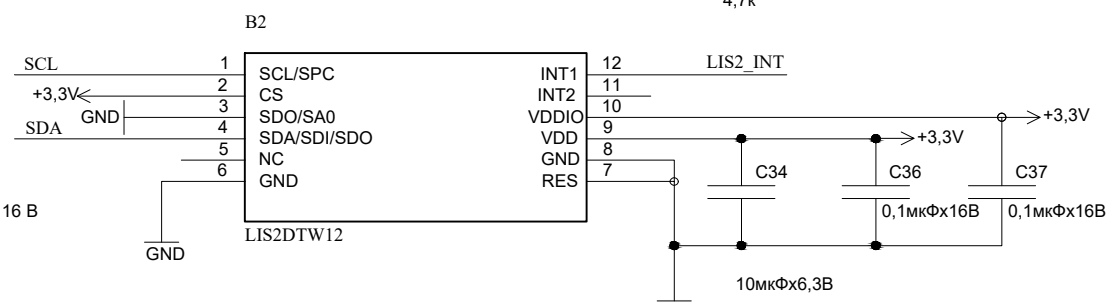 4,7к
B2
SCL 1 SCL/SPC INT1 12 LIS2_INT
+3,3V 2 CS INT2 11
GND 3 SDO/SA0 VDDIO 10 +3,3V
SDA 4 SDA/SDI/SDO VDD 9 +3,3V
5 NC GND 8
6 GND RES 7
C34 C36 C37
16 В 0,1мкФх16В 0,1мкФх16В
LIS2DTW12
GND
10мкФх6,3В